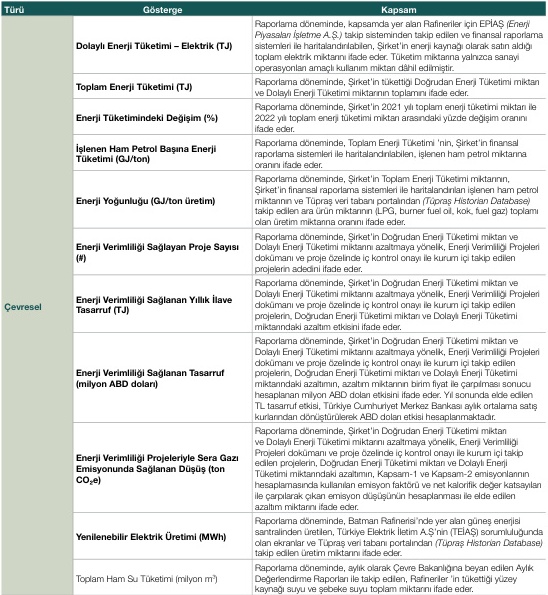 Türü Gösterge Kapsam
Çevresel
Dolaylı Enerji Tüketimi – Elektrik (TJ)
Raporlama döneminde, kapsamda yer alan Rafineriler için EPİAŞ (Enerji
Piyasaları İşletme A.Ş.) takip sisteminden takip edilen ve finansal raporlama
sistemleri ile haritalandırılabilen, Şirket'in enerji kaynağı olarak satın aldığı
toplam elektrik miktarını ifade eder. Tüketim miktarına yalnızca sanayi
operasyonları amaçlı kullanım miktarı dâhil edilmiştir.
Toplam Enerji Tüketimi (TJ)
Raporlama döneminde, Şirket'in tükettiği Doğrudan Enerji Tüketimi miktarı
ve Dolaylı Enerji Tüketimi miktarının toplamını ifade eder.
Enerji Tüketimindeki Değişim (%)
Raporlama döneminde, Şirket'in 2021 yılı toplam enerji tüketimi miktarı ile
2022 yılı toplam enerji tüketim miktarı arasındaki yüzde değişim oranını
ifade eder.
İşlenen Ham Petrol Başına Enerji
Tüketimi (GJ/ton)
Raporlama döneminde, Toplam Enerji Tüketimi 'nin, Şirket'in finansal
raporlama sistemleri ile haritalandırılabilen, işlenen ham petrol miktarına
oranını ifade eder.
Enerji Yoğunluğu (GJ/ton üretim)
Raporlama döneminde, Şirket'in Toplam Enerji Tüketimi miktarının,
Şirket'in finansal raporlama sistemleri ile haritalandırılan işlenen ham petrol
miktarının ve Tüpraş veri tabanı portalından (Tüpraş Historian Database)
takip edilen ara ürün miktarının (LPG, burner fuel oil, kok, fuel gaz) toplamı
olan üretim miktarına oranını ifade eder.
Enerji Verimliliği Sağlayan Proje Sayısı
(#)
Raporlama döneminde, Şirket'in Doğrudan Enerji Tüketimi miktarı ve
Dolaylı Enerji Tüketimi miktarını azaltmaya yönelik, Enerji Verimliliği Projeleri
dokümanı ve proje özelinde iç kontrol onayı ile kurum içi takip edilen
projelerin adedini ifade eder.
Enerji Verimliliği Sağlanan Yıllık İlave
Tasarruf (TJ)
Raporlama döneminde, Şirket'in Doğrudan Enerji Tüketimi miktarı ve
Dolaylı Enerji Tüketimi miktarını azaltmaya yönelik, Enerji Verimliliği Projeleri
dokümanı ve proje özelinde iç kontrol onayı ile kurum içi takip edilen
projelerin, Doğrudan Enerji Tüketimi miktarı ve Dolaylı Enerji Tüketimi
miktarındaki azaltım etkisini ifade eder.
Enerji Verimliliği Sağlanan Tasarruf
(milyon ABD doları)
Raporlama döneminde, Şirket'in Doğrudan Enerji Tüketimi miktarı ve
Dolaylı Enerji Tüketimi miktarını azaltmaya yönelik, Enerji Verimliliği Projeleri
dokümanı ve proje özelinde iç kontrol onayı ile kurum içi takip edilen
projelerin, Doğrudan Enerji Tüketimi miktarı ve Dolaylı Enerji Tüketimi
miktarındaki azaltımın, azaltım miktarının birim fiyat ile çarpılması sonucu
hesaplanan milyon ABD doları etkisini ifade eder. Yıl sonunda elde edilen
TL tasarruf etkisi, Türkiye Cumhuriyet Merkez Bankası aylık ortalama satış
kurlarından dönüştürülerek ABD doları etkisi hesaplanmaktadır.
Enerji Verimliliği Projeleriyle Sera Gazı
Emisyonunda Sağlanan Düşüş (ton
CO₂e)
Raporlama döneminde, Şirket'in Doğrudan Enerji Tüketimi miktarı
ve Dolaylı Enerji Tüketimi miktarını azaltmaya yönelik, Enerji Verimliliği
Projeleri dokümanı ve proje özelinde iç kontrol onayı ile kurum içi takip
edilen projelerin, Doğrudan Enerji Tüketimi miktarı ve Dolaylı Enerji
Tüketimi miktarındaki azaltımın, Kapsam-1 ve Kapsam-2 emisyonlarının
hesaplamasında kullanılan emisyon faktörü ve net kalorifik değer katsayıları
ile çarpılarak çıkan emisyon düşüşünün hesaplanması ile elde edilen
azaltım miktarını ifade eder.
Yenilenebilir Elektrik Üretimi (MWh)
Raporlama döneminde, Batman Rafinerisi'nde yer alan güneş enerjisi
santralinden üretilen, Türkiye Elektrik İletim A.Ş'nin (TEİAŞ) sorumluluğunda
olan ekranlar ve Tüpraş veri tabanı portalından (Tüpraş Historian Database)
takip edilen üretim miktarını ifade eder.
Toplam Ham Su Tüketimi (milyon m³)
Raporlama döneminde, aylık olarak Çevre Bakanlığına beyan edilen Aylık
Değerlendirme Raporları ile takip edilen, Rafineriler 'in tükettiği yüzey
kaynağı suyu ve şebeke suyu toplam miktarını ifade eder.